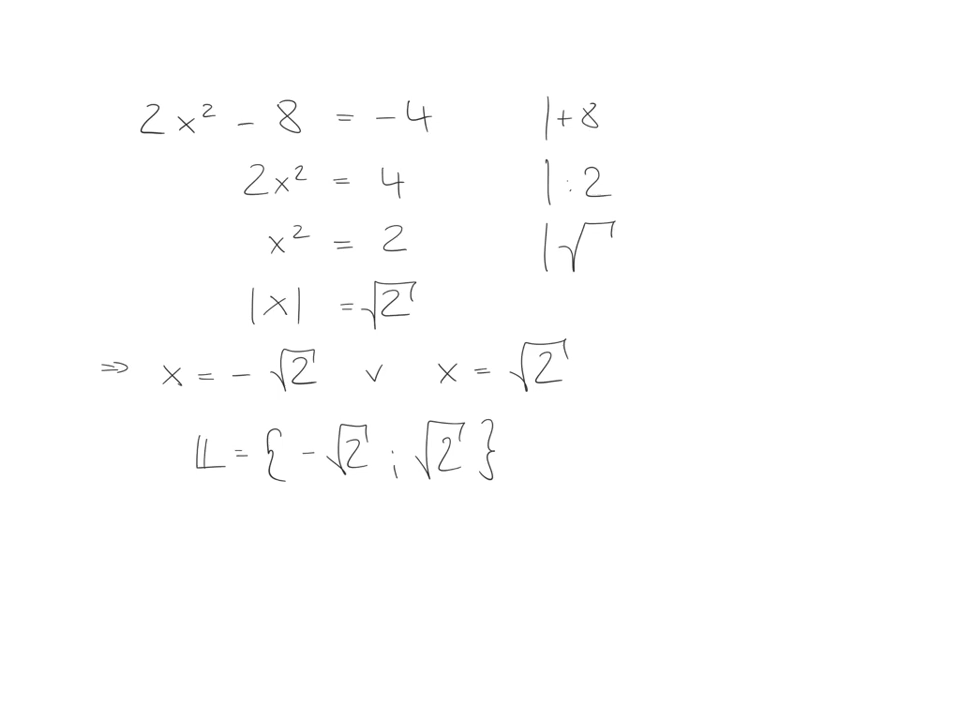 2x² - 8 = -4 |+8
2x² = 4 |:2
x² = 2 |√
|x| = √2
⇒ x = -√2 ∨ x = √2
𝕃 = {-√2 ; √2}